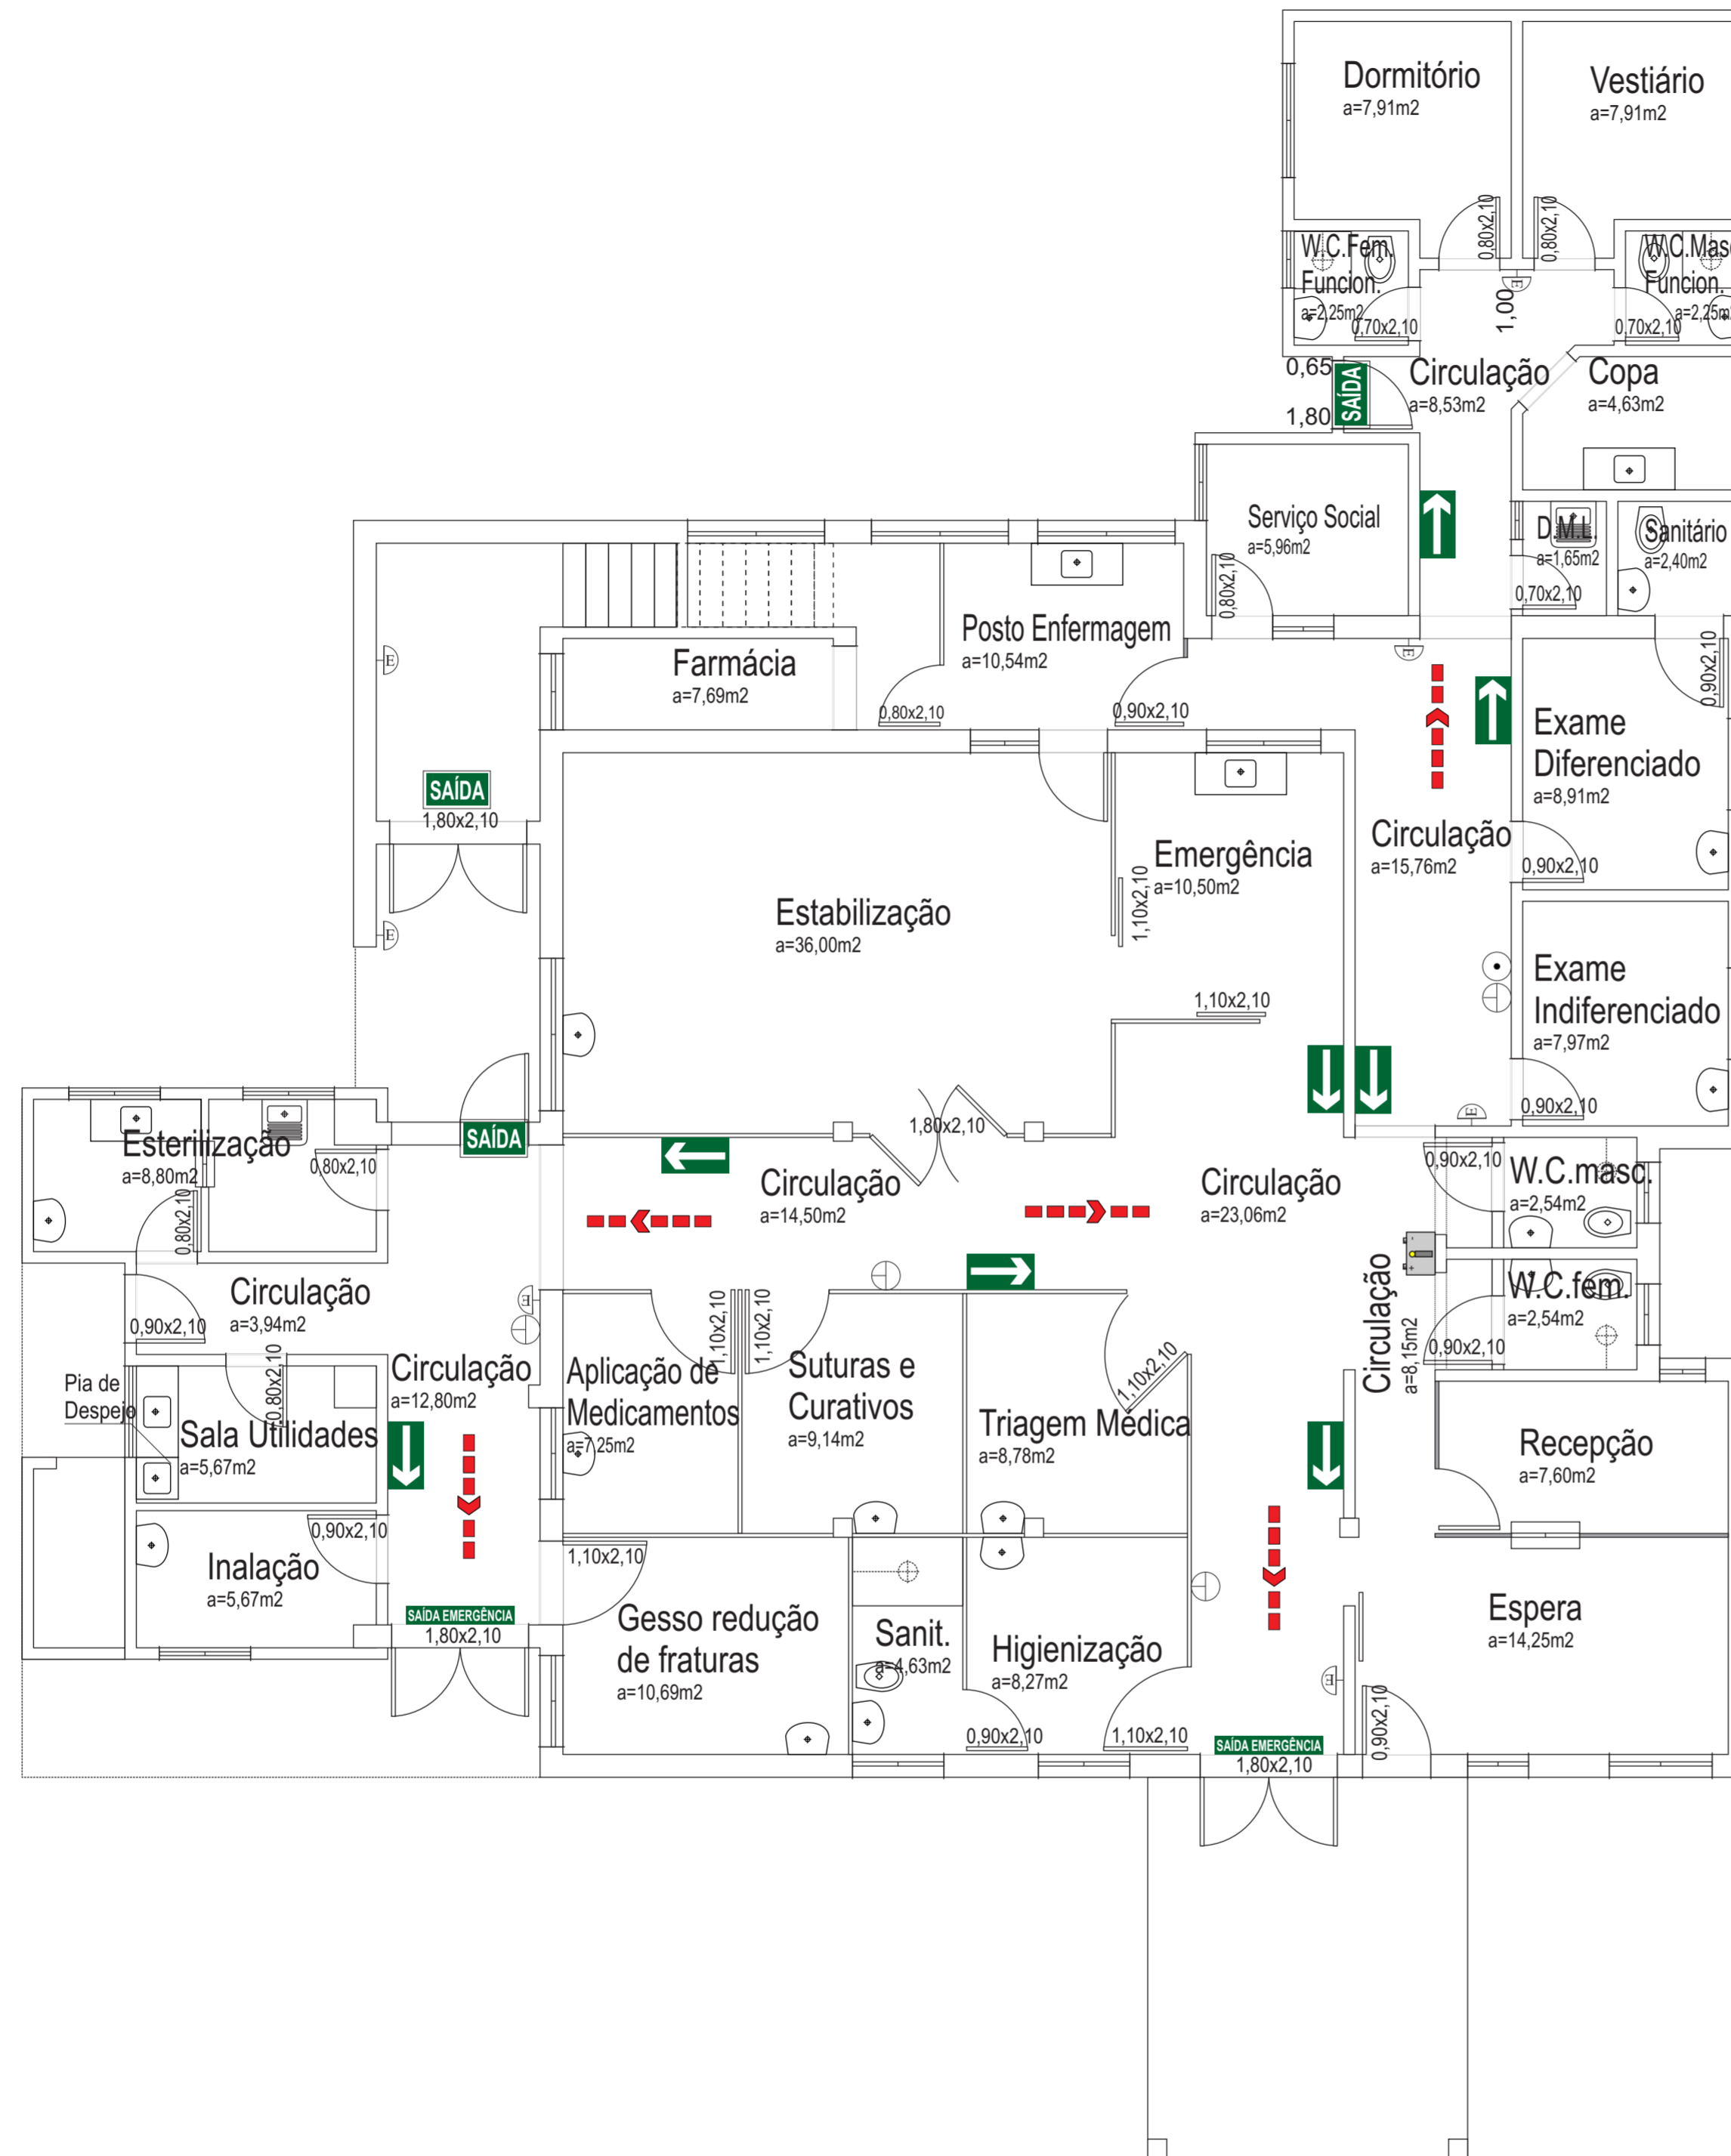 Dormitório
a=7,91m2
Vestiário
a=7,91m2
0,80x2,10
0,80x2,10
W.C.Fem.
Funcion.
a=2,25m2
0,70x2,10
1,00
W.C.Masc
Funcion.
a=2,25m
0,70x2,10
0,65
1,80
SAÍDA
Circulação
a=8,53m2
Copa
a=4,63m2
Serviço Social
a=5,96m2
0,80x2,10
D.M.L.
a=1,65m2
0,70x2,10
Sanitário
a=2,40m2
Posto Enfermagem
a=10,54m2
0,80x2,10
0,90x2,10
Farmácia
a=7,69m2
E
E
0,90x2,10
Exame
Diferenciado
a=8,91m2
0,90x2,10
SAÍDA
1,80x2,10
E
E
Circulação
a=15,76m2
Emergência
a=10,50m2
1,10x2,10
1,10x2,10
Estabilização
a=36,00m2
1,80x2,10
Exame
Indiferenciado
a=7,97m2
0,90x2,10
E
Esterilização
a=8,80m2
0,80x2,10
0,80x2,10
SAÍDA
Circulação
a=14,50m2
Circulação
a=23,06m2
0,90x2,10
W.C.masc.
a=2,54m2
W.C.fem.
a=2,54m2
0,90x2,10
Circulação
a=8,15m2
Circulação
a=3,94m2
0,90x2,10
0,80x2,10
E
Circulação
a=12,80m2
Pia de
Despejo
Sala Utilidades
a=5,67m2
Aplicação de
Medicamentos
a=7,25m2
1,10x2,10
1,10x2,10
Suturas e
Curativos
a=9,14m2
Triagem Médica
a=8,78m2
1,10x2,10
Recepção
a=7,60m2
Inalação
a=5,67m2
0,90x2,10
SAÍDA EMERGÊNCIA
1,80x2,10
1,10x2,10
Gesso redução
de fraturas
a=10,69m2
Sanit.
a=4,63m2
Higienização
a=8,27m2
0,90x2,10
1,10x2,10
E
SAÍDA EMERGÊNCIA
1,80x2,10
0,90x2,10
Espera
a=14,25m2